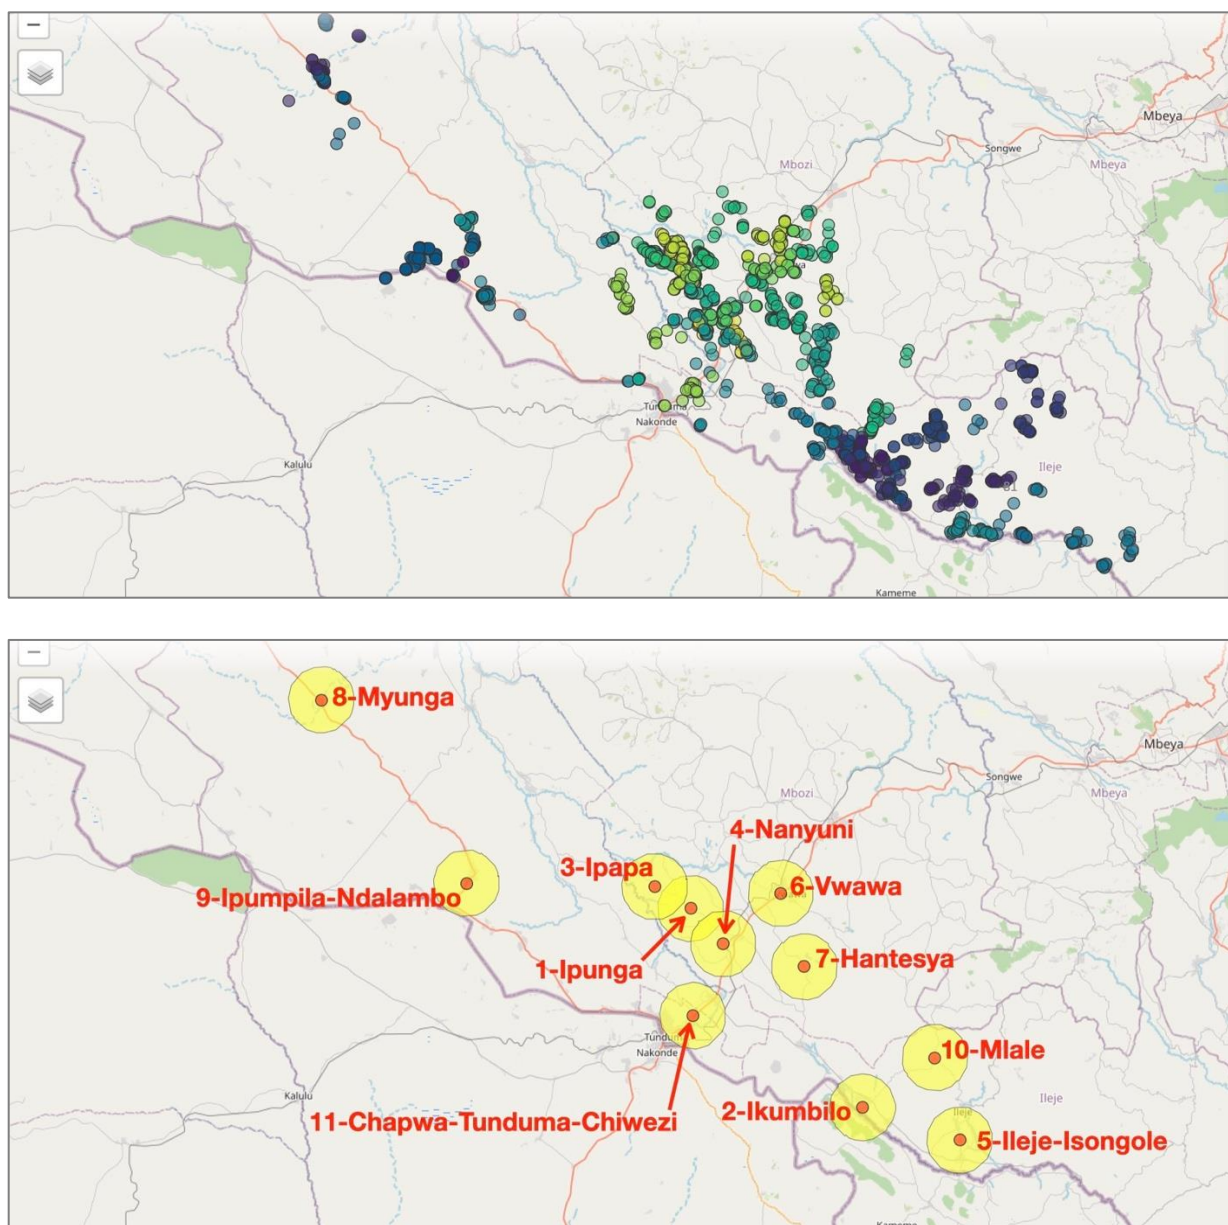 −
Mbeya
Songwe
Mbozi
Mbeya
Nakonde
Kalulu
Ileje
Kameme
−
8-Myunga
Mbeya
Songwe
Mbozi
Mbeya
4-Nanyuni
3-Ipapa
6-Vwawa
9-Ipumpila-Ndalambo
7-Hantesya
1-Ipunga
Nakonde
10-Mlale
Kalulu
Ileje
2-Ikumbilo
Ileje
11-Chapwa-Tunduma-Chiwezi
5-Ileje-Isongole